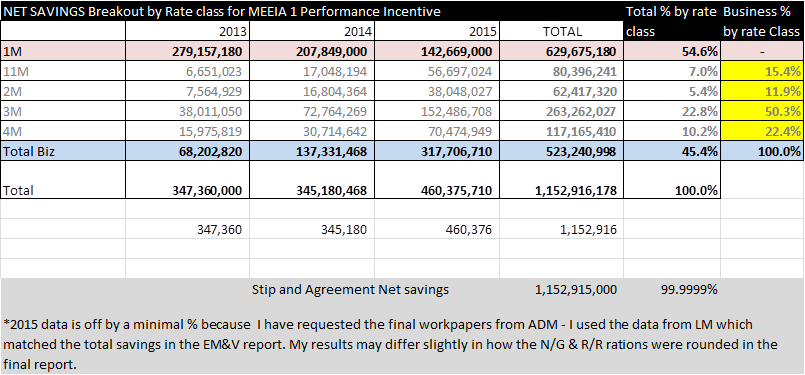 NET SAVINGS Breakout by Rate class for MEEIA 1 Performance Incentive Total % by rate class Business % by rate Class
2013 2014 2015 TOTAL
1M 279,157,180 207,849,000 142,669,000 629,675,180 54.6% -
11M 6,651,023 17,048,194 56,697,024 80,396,241 7.0% 15.4%
2M 7,564,929 16,804,364 38,048,027 62,417,320 5.4% 11.9%
3M 38,011,050 72,764,269 152,486,708 263,262,027 22.8% 50.3%
4M 15,975,819 30,714,642 70,474,949 117,165,410 10.2% 22.4%
Total Biz 68,202,820 137,331,468 317,706,710 523,240,998 45.4% 100.0%
Total 347,360,000 345,180,468 460,375,710 1,152,916,178 100.0%
347,360 345,180 460,376 1,152,916
Stip and Agreement Net savings 1,152,915,000 99.9999%
*2015 data is off by a minimal % because I have requested the final workpapers from ADM - I used the data from LM which
matched the total savings in the EM&V report. My results may differ slightly in how the N/G & R/R rations were rounded in the
final report.